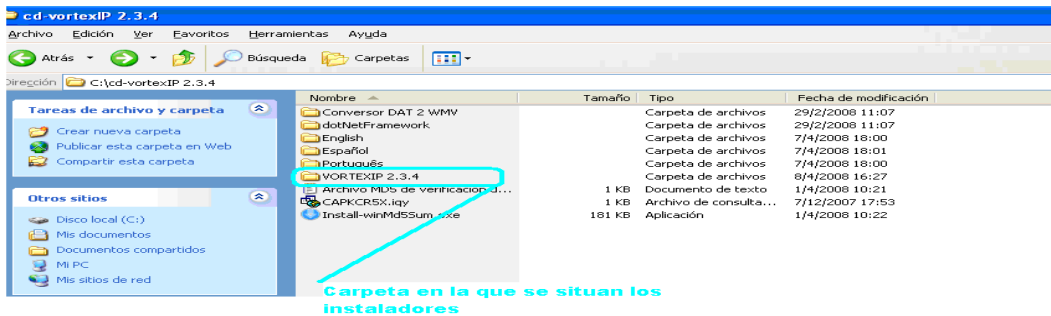 cd-vortexIP 2.3.4
Archivo Edición Ver Favoritos Herramientas Ayuda
Atrás Búsqueda Carpetas
Dirección C:\cd-vortexIP 2.3.4
Tareas de archivo y carpeta
Crear nueva carpeta
Publicar esta carpeta en Web
Compartir esta carpeta
Otros sitios
Disco local (C:)
Mis documentos
Documentos compartidos
Mi PC
Mis sitios de red
Nombre Tamaño Tipo Fecha de modificación
Conversor DAT 2 WMV Carpeta de archivos 29/2/2008 11:07
dotNetFramework Carpeta de archivos 29/2/2008 11:07
English Carpeta de archivos 7/4/2008 18:00
Español Carpeta de archivos 7/4/2008 18:01
Português Carpeta de archivos 7/4/2008 18:00
VORTEXIP 2.3.4 Carpeta de archivos 8/4/2008 16:27
Archivo MD5 de verificacion d... 1 KB Documento de texto 1/4/2008 10:21
CAPKCR5X.iqy 1 KB Archivo de consulta... 7/12/2007 17:53
Install-winMd5Sum.exe 181 KB Aplicación 1/4/2008 10:22
Carpeta en la que se situan los
instaladores